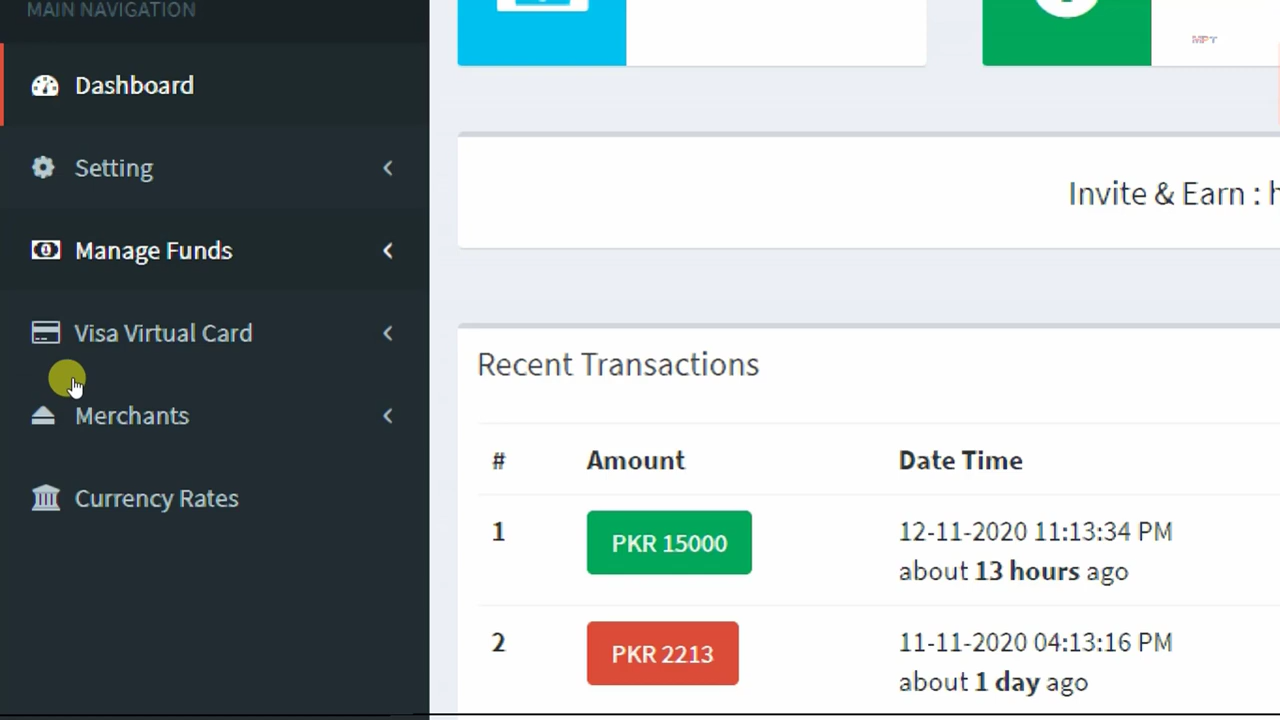 MAIN NAVIGATION
Dashboard
Setting
Manage Funds
Visa Virtual Card
Merchants
Currency Rates
MPT
Invite & Earn : h
Recent Transactions
# Amount Date Time
1 PKR 15000 12-11-2020 11:13:34 PM
about 13 hours ago
2 PKR 2213 11-11-2020 04:13:16 PM
about 1 day ago